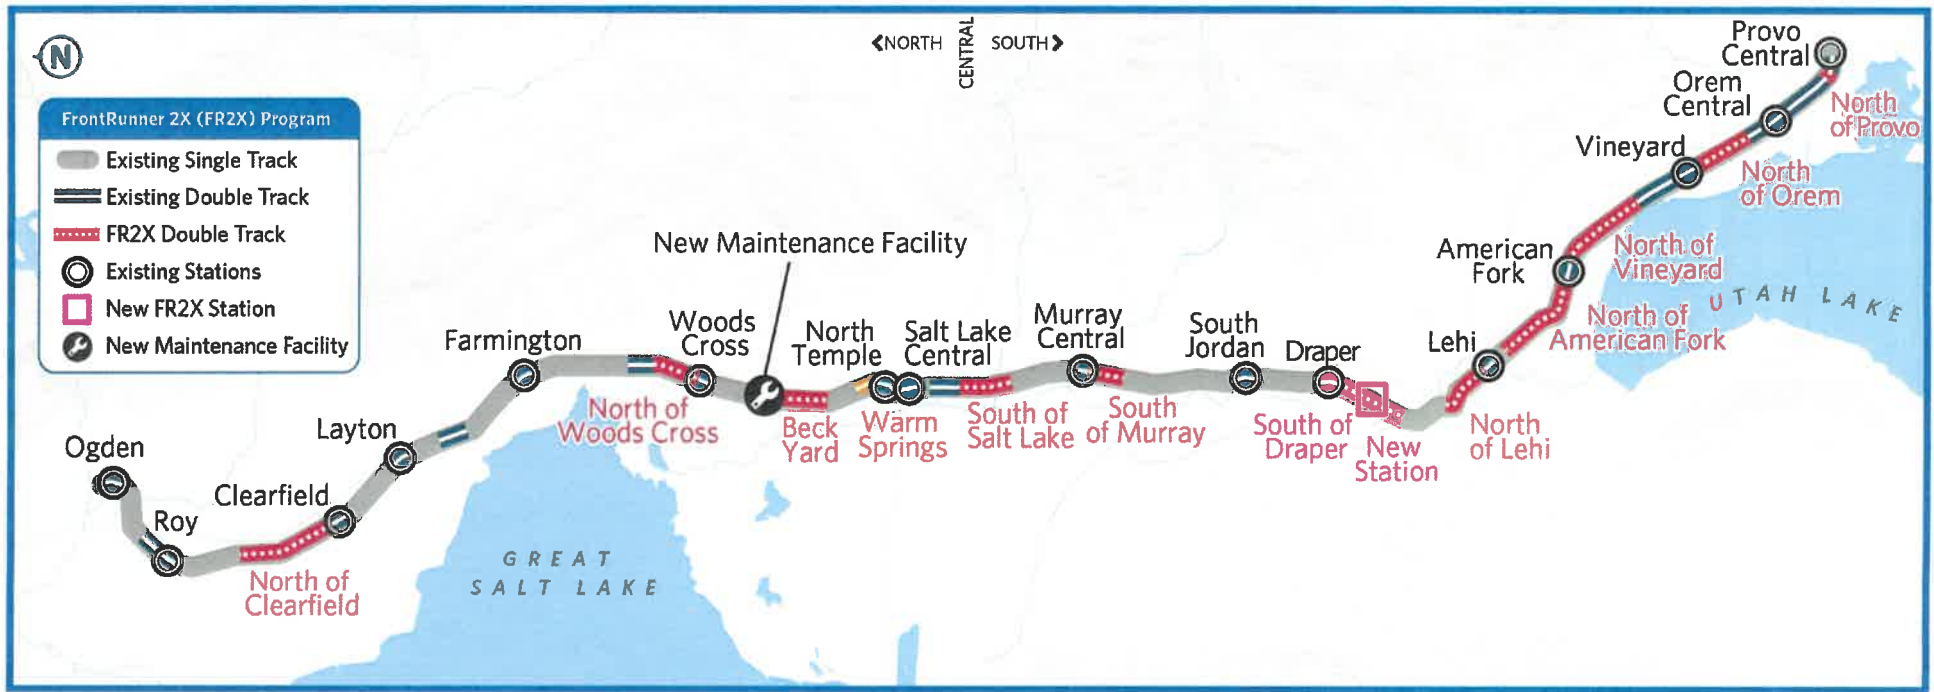 N
<NORTH
CENTRAL
SOUTH>
FrontRunner 2X (FR2X) Program
Existing Single Track
Existing Double Track
FR2X Double Track
Existing Stations
New FR2X Station
New Maintenance Facility
Ogden
Roy
North of
Clearfield
Clearfield
Layton
Farmington
North of
Woods Cross
Woods
Cross
New Maintenance Facility
Beck
Yard
North
Temple
Warm
Springs
Salt Lake
Central
South of
Salt Lake
Murray
Central
South
of Murray
South
Jordan
Draper
South of
Draper
New
Station
Lehi
North
of Lehi
American
Fork
North of
American Fork
North of
Vineyard
Vineyard
North
of Orem
Orem
Central
Provo
Central
North
of Provo
GREAT
SALT LAKE
UTAH LAKE